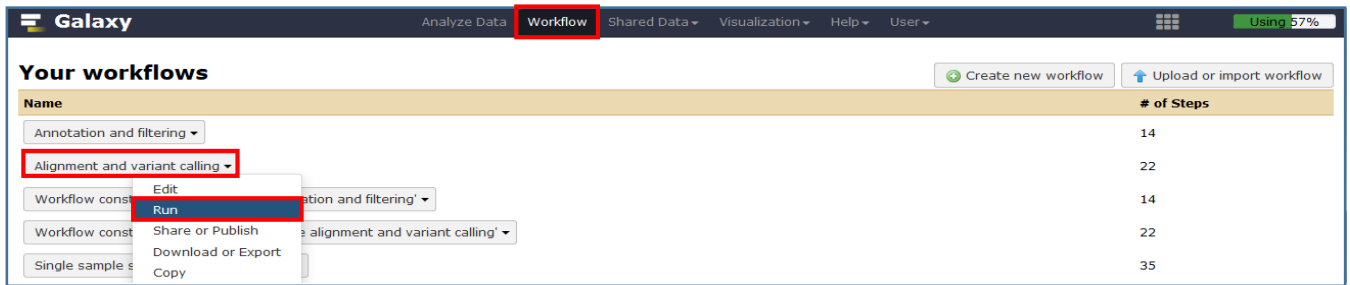 Galaxy Analyze Data Workflow Shared Data Visualization Help User Using 57%
Your workflows Create new workflow Upload or import workflow
Name # of Steps
Annotation and filtering 14
Alignment and variant calling 22
Edit
Workflow const ation and filtering' 14
Run
Workflow const Share or Publish e alignment and variant calling' 22
Download or Export
Single sample s 35
Copy